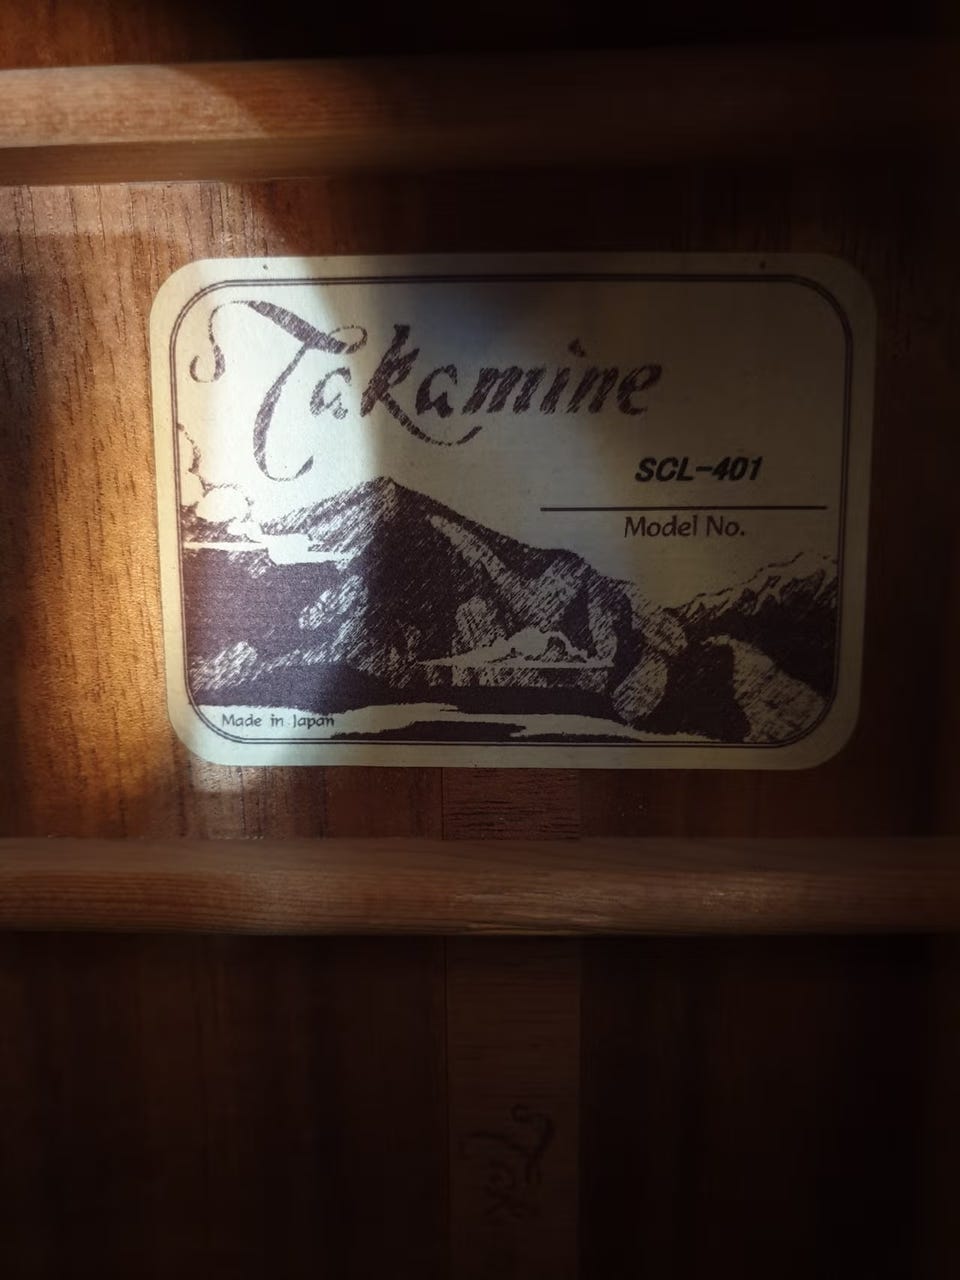 Takamine
SCL-401
Model No.
Made in Japan